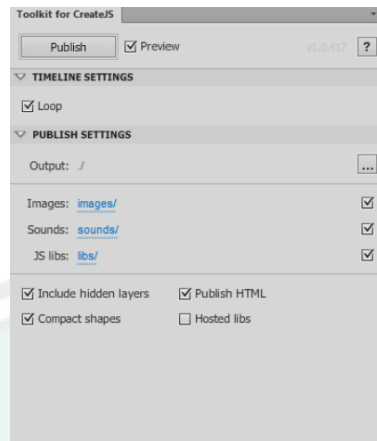 Toolkit for CreateJS
Publish Preview v1.0.417 ?
TIMELINE SETTINGS
Loop
PUBLISH SETTINGS
Output: ./ ...
Images: images/
Sounds: sounds/
JS libs: libs/
Include hidden layers Publish HTML
Compact shapes Hosted libs